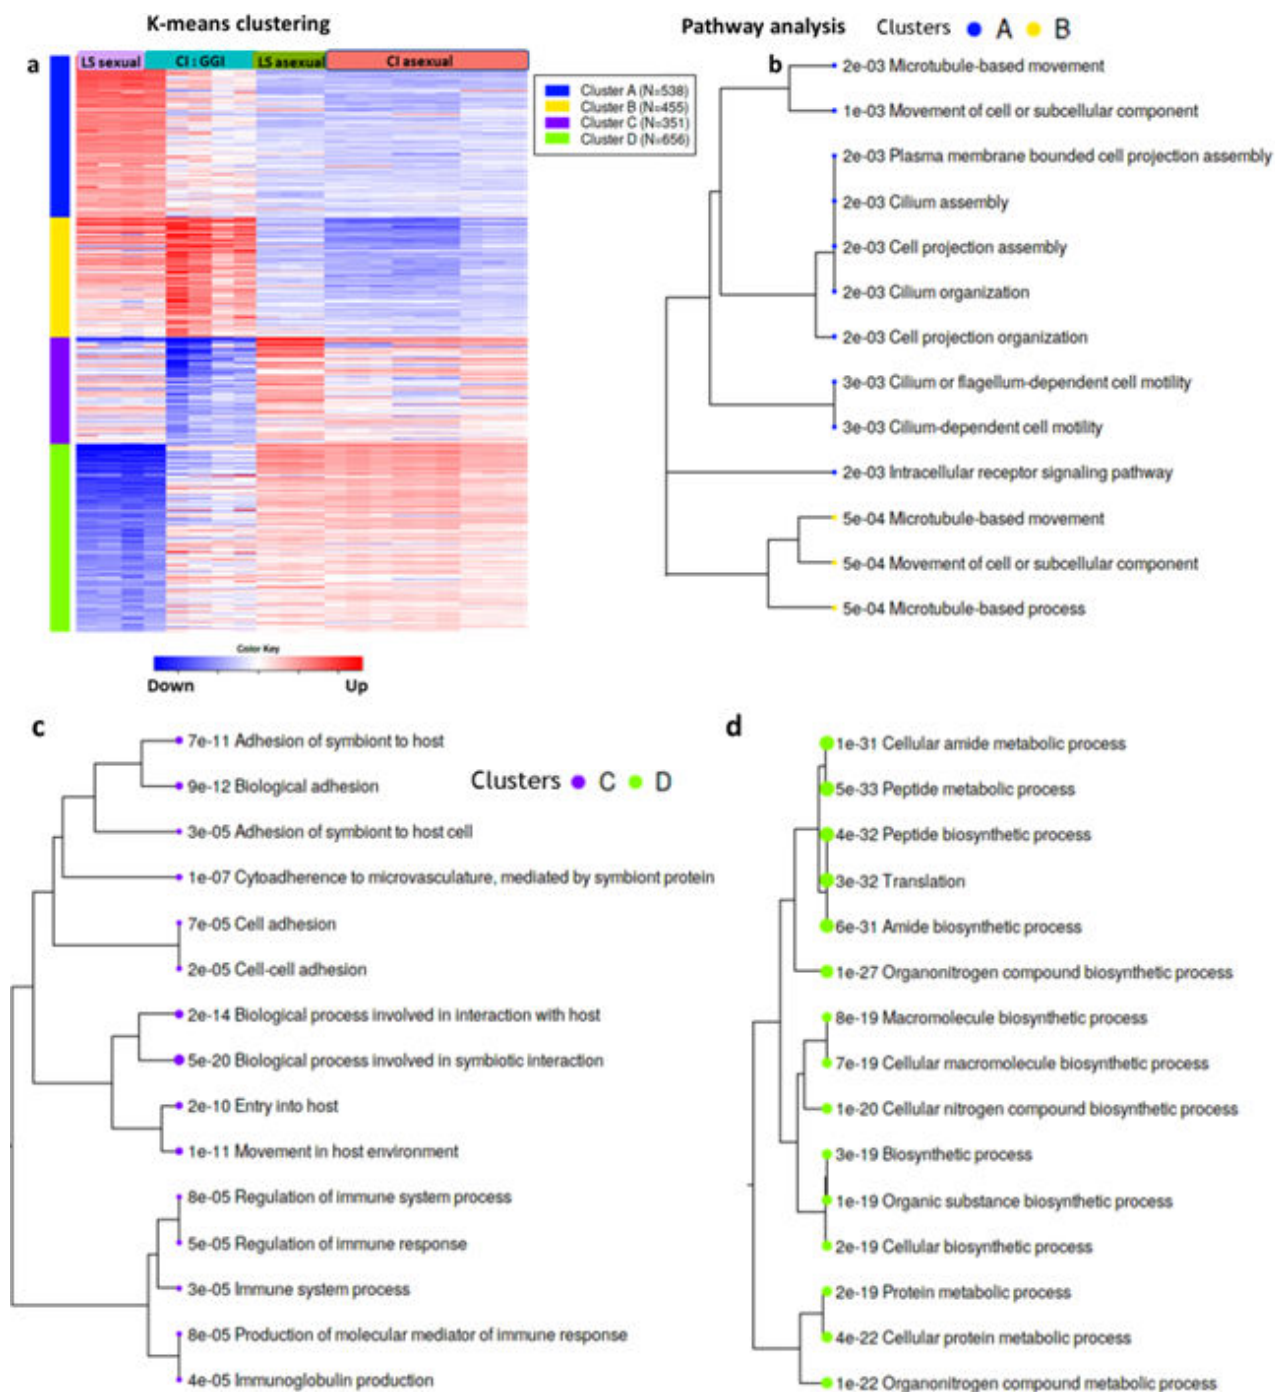 K-means clustering
a
LS sexual
CI : GGI
LS asexual
CI asexual
Cluster A (N=538)
Cluster B (N=455)
Cluster C (N=351)
Cluster D (N=656)
Color Key
Down
Up
Pathway analysis
Clusters A B
b
2e-03 Microtubule-based movement
1e-03 Movement of cell or subcellular component
2e-03 Plasma membrane bounded cell projection assembly
2e-03 Cilium assembly
2e-03 Cell projection assembly
2e-03 Cilium organization
2e-03 Cell projection organization
3e-03 Cilium or flagellum-dependent cell motility
3e-03 Cilium-dependent cell motility
2e-03 Intracellular receptor signaling pathway
5e-04 Microtubule-based movement
5e-04 Movement of cell or subcellular component
5e-04 Microtubule-based process
c
Clusters C D
7e-11 Adhesion of symbiont to host
9e-12 Biological adhesion
3e-05 Adhesion of symbiont to host cell
1e-07 Cytoadherence to microvasculature, mediated by symbiont protein
7e-05 Cell adhesion
2e-05 Cell-cell adhesion
2e-14 Biological process involved in interaction with host
5e-20 Biological process involved in symbiotic interaction
2e-10 Entry into host
1e-11 Movement in host environment
8e-05 Regulation of immune system process
5e-05 Regulation of immune response
3e-05 Immune system process
8e-05 Production of molecular mediator of immune response
4e-05 Immunoglobulin production
d
1e-31 Cellular amide metabolic process
5e-33 Peptide metabolic process
4e-32 Peptide biosynthetic process
3e-32 Translation
6e-31 Amide biosynthetic process
1e-27 Organonitrogen compound biosynthetic process
8e-19 Macromolecule biosynthetic process
7e-19 Cellular macromolecule biosynthetic process
1e-20 Cellular nitrogen compound biosynthetic process
3e-19 Biosynthetic process
1e-19 Organic substance biosynthetic process
2e-19 Cellular biosynthetic process
2e-19 Protein metabolic process
4e-22 Cellular protein metabolic process
1e-22 Organonitrogen compound metabolic process